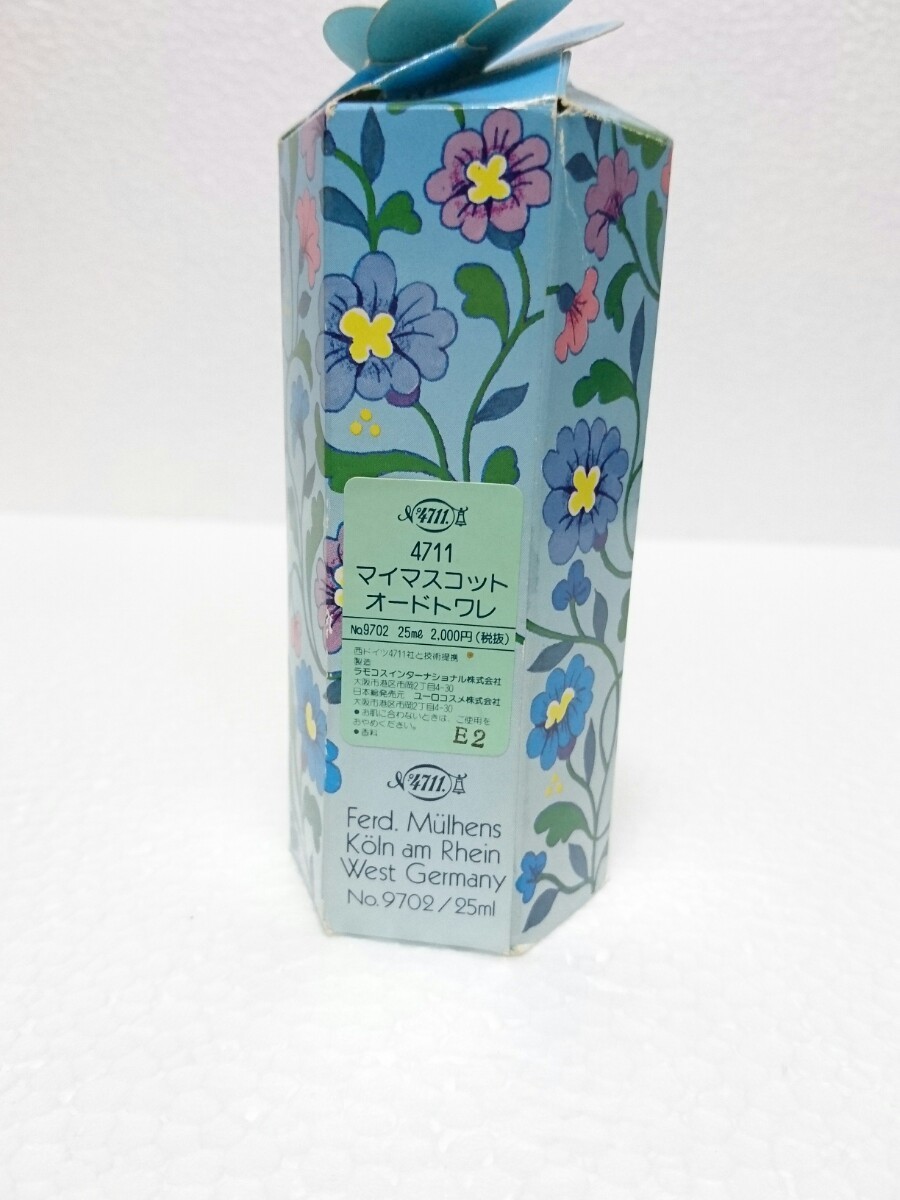 №4711.
4711
マイマスコット
オードトワレ
No.9702 25ml 2,000円(税抜)
西ドイツ4711社と技術提携
製造
ラモコスインターナショナル株式会社
大阪市港区市岡2丁目4-30
日本総発売元 ユーロコスメ株式会社
大阪市港区市岡2丁目4-30
●お肌に合わないときは、ご使用を
おやめください。
●香料 E2
№4711.
Ferd. Mülhens
Köln am Rhein
West Germany
No. 9702/25ml